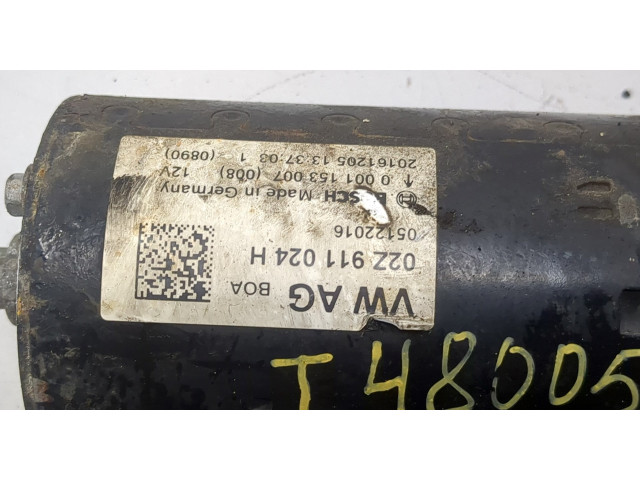 VW AG BOA
02Z 911 024 H
/05122016
BOSCH Made in Germany
↑ 0 001 153 007 (008) 12V
20161205 13:37:03 1 (0890)
T48005